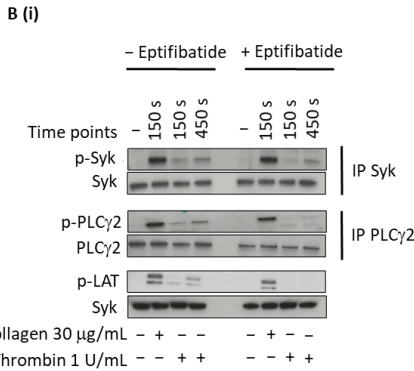 B (i)
– Eptifibatide + Eptifibatide
Time points – 150 s 150 s 450 s – 150 s 150 s 450 s
p-Syk
Syk
IP Syk
p-PLCγ2
PLCγ2
IP PLCγ2
p-LAT
Syk
ollagen 30 µg/mL – + – – – + – –
hrombin 1 U/mL – – + + – – + +